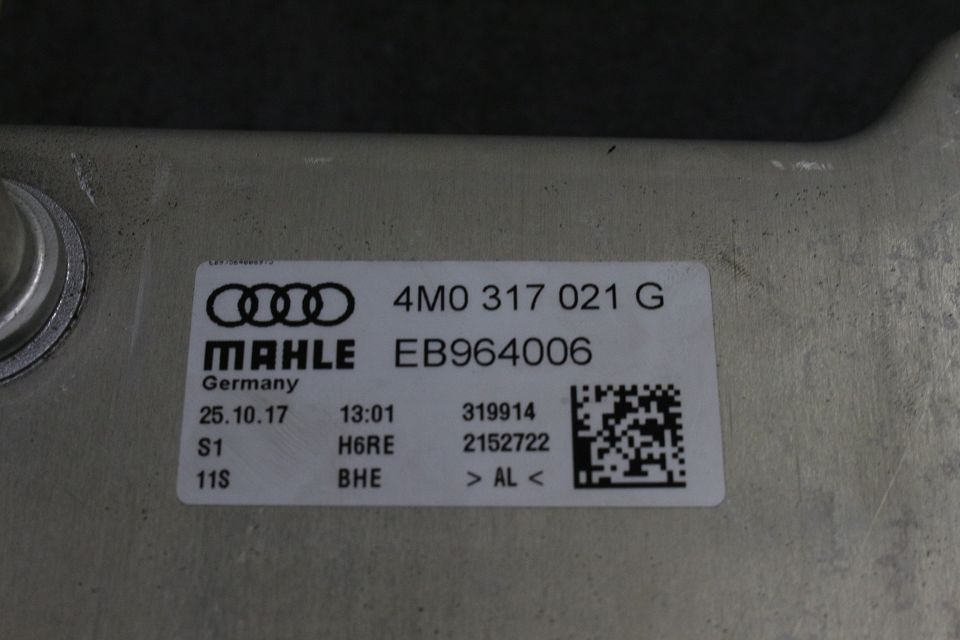 4M0 317 021 G
MAHLE EB964006
Germany
25.10.17 13:01 319914
S1 H6RE 2152722
11S BHE > AL <